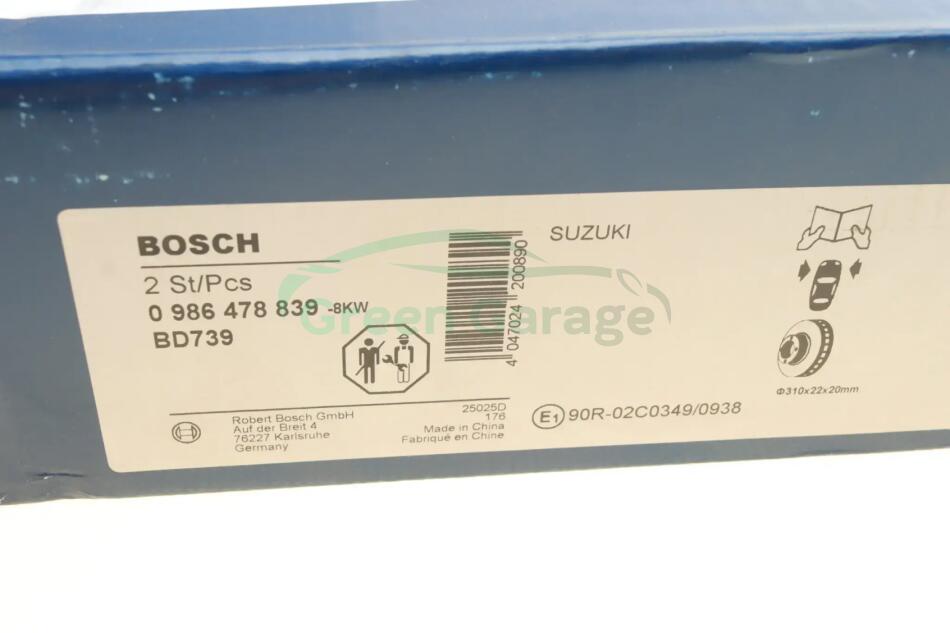 BOSCH
2 St/Pcs
0 986 478 839 -8KW
BD739
4 047024 200890
SUZUKI
Green Garage
Φ310x22x20mm
Robert Bosch GmbH
Auf der Breit 4
76227 Karlsruhe
Germany
25025D
176
Made in China
Fabriqué en Chine
E1 90R-02C0349/0938